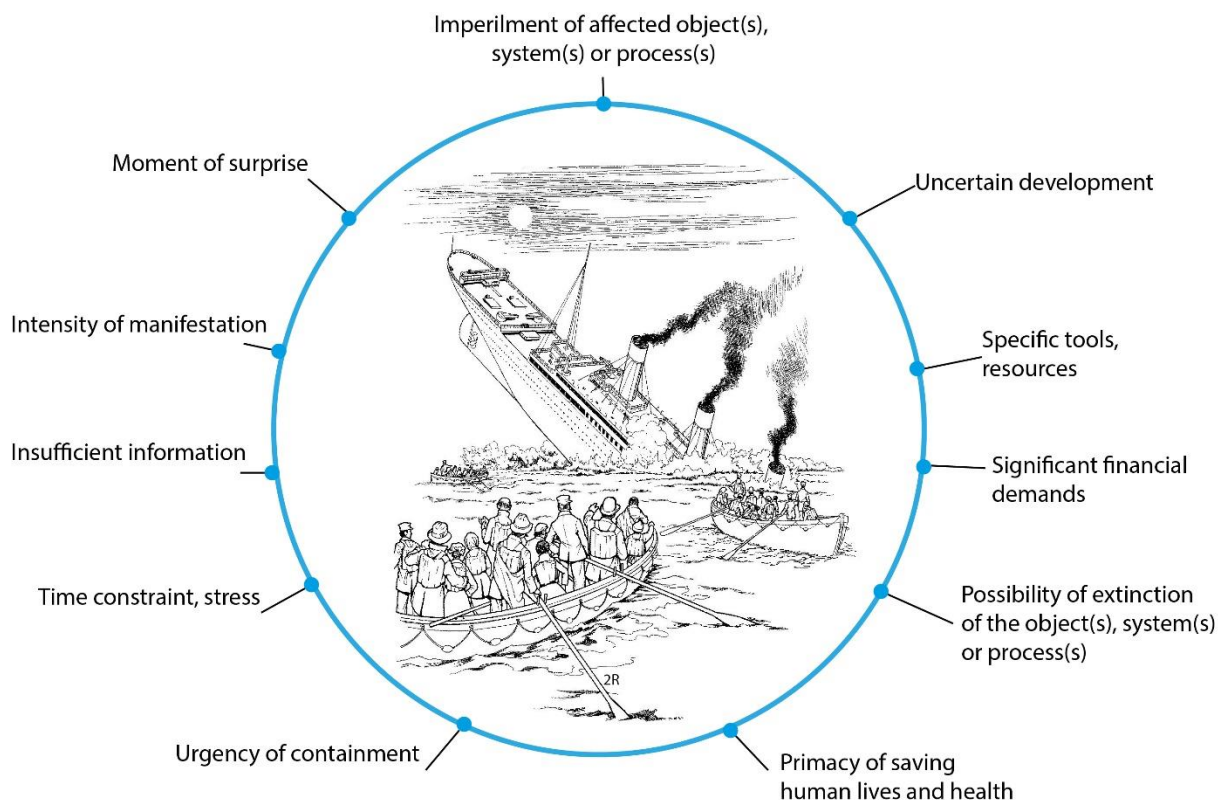 Imperilment of affected object(s),
system(s) or process(s)
Uncertain development
Specific tools,
resources
Significant financial
demands
Possibility of extinction
of the object(s), system(s)
or process(s)
Primacy of saving
human lives and health
Urgency of containment
Time constraint, stress
Insufficient information
Intensity of manifestation
Moment of surprise
2R